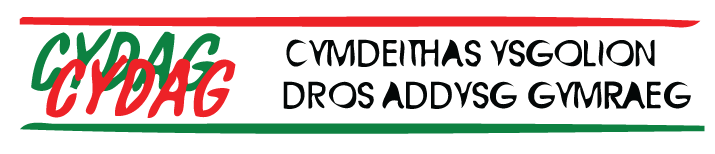 CYDAG
CYDAG
CYMDEITHAS YSGOLION
DROS ADDYSG GYMRAEG